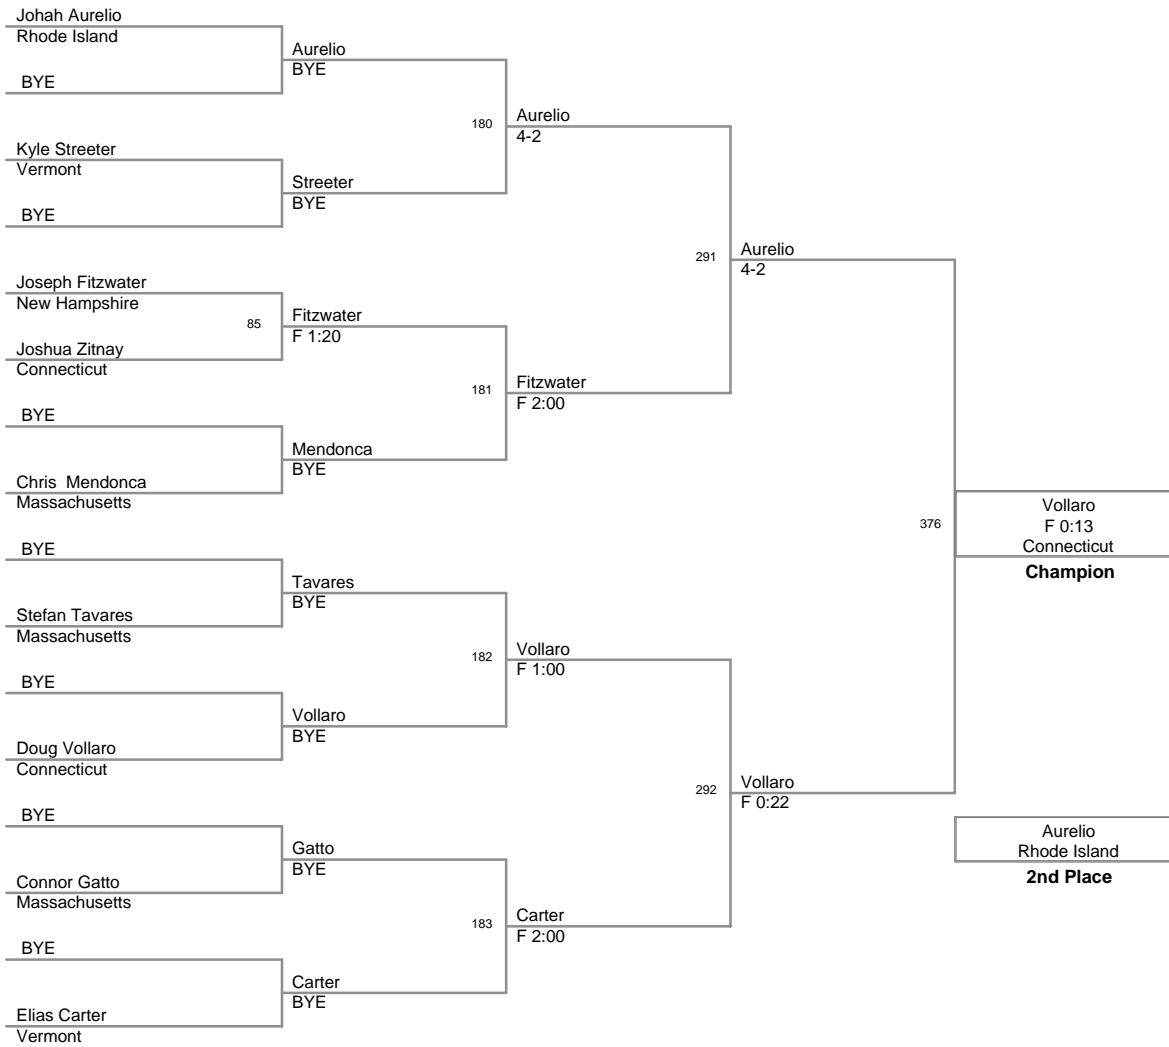 Johah Aurelio
Rhode Island
BYE
Kyle Streeter
Vermont
BYE
Joseph Fitzwater
New Hampshire
85
Joshua Zitnay
Connecticut
BYE
Chris  Mendonca
Massachusetts
BYE
Stefan Tavares
Massachusetts
BYE
Doug Vollaro
Connecticut
BYE
Connor Gatto
Massachusetts
BYE
Elias Carter
Vermont
Aurelio
BYE
180
Streeter
BYE
Fitzwater
F 1:20
181
Mendonca
BYE
Tavares
BYE
182
Vollaro
BYE
Gatto
BYE
183
Carter
BYE
Aurelio
4-2
291
Fitzwater
F 2:00
Vollaro
F 1:00
292
Carter
F 2:00
Aurelio
4-2
376
Vollaro
F 0:22
Vollaro
F 0:13
Connecticut
Champion
Aurelio
Rhode Island
2nd Place